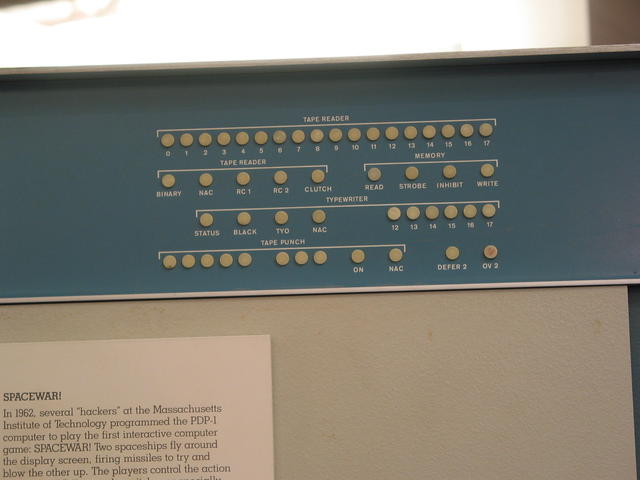 TAPE READER
0 1 2 3 4 5 6 7 8 9 10 11 12 13 14 15 16 17
TAPE READER MEMORY
BINARY NAC RC 1 RC 2 CLUTCH READ STROBE INHIBIT WRITE
TYPEWRITER
STATUS BLACK TYO NAC 12 13 14 15 16 17
TAPE PUNCH
ON NAC DEFER 2 OV 2
SPACEWAR!
In 1962, several "hackers" at the Massachusetts
Institute of Technology programmed the PDP-1
computer to play the first interactive computer
game: SPACEWAR! Two spaceships fly around
the display screen, firing missiles to try and
blow the other up. The players control the action